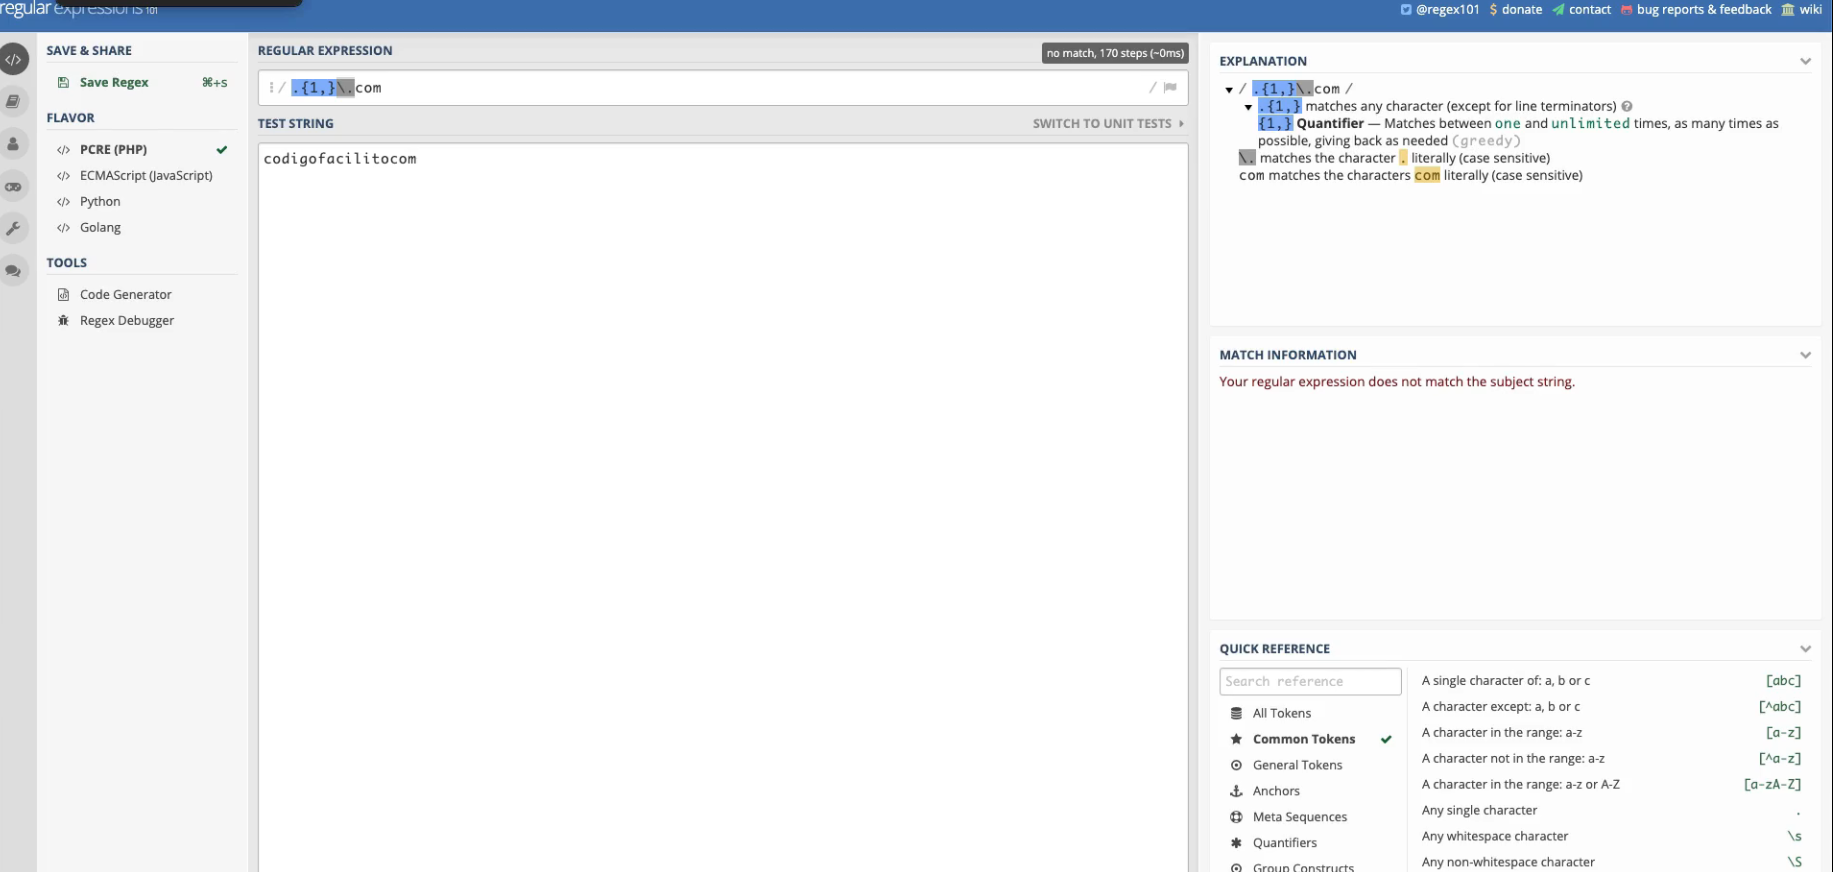 regular expressions 101
@regex101 $ donate contact bug reports & feedback wiki
SAVE & SHARE
Save Regex ⌘+s
FLAVOR
</> PCRE (PHP)
</> ECMAScript (JavaScript)
</> Python
</> Golang
TOOLS
Code Generator
Regex Debugger
REGULAR EXPRESSION
no match, 170 steps (~0ms)
/ .{1,}\.com /
TEST STRING
SWITCH TO UNIT TESTS
codigofacilitocom
EXPLANATION
/ .{1,}\.com /
.{1,} matches any character (except for line terminators)
{1,} Quantifier — Matches between one and unlimited times, as many times as
possible, giving back as needed (greedy)
\. matches the character . literally (case sensitive)
com matches the characters com literally (case sensitive)
MATCH INFORMATION
Your regular expression does not match the subject string.
QUICK REFERENCE
Search reference
All Tokens
Common Tokens
General Tokens
Anchors
Meta Sequences
Quantifiers
Group Constructs
A single character of: a, b or c [abc]
A character except: a, b or c [^abc]
A character in the range: a-z [a-z]
A character not in the range: a-z [^a-z]
A character in the range: a-z or A-Z [a-zA-Z]
Any single character .
Any whitespace character \s
Any non-whitespace character \S